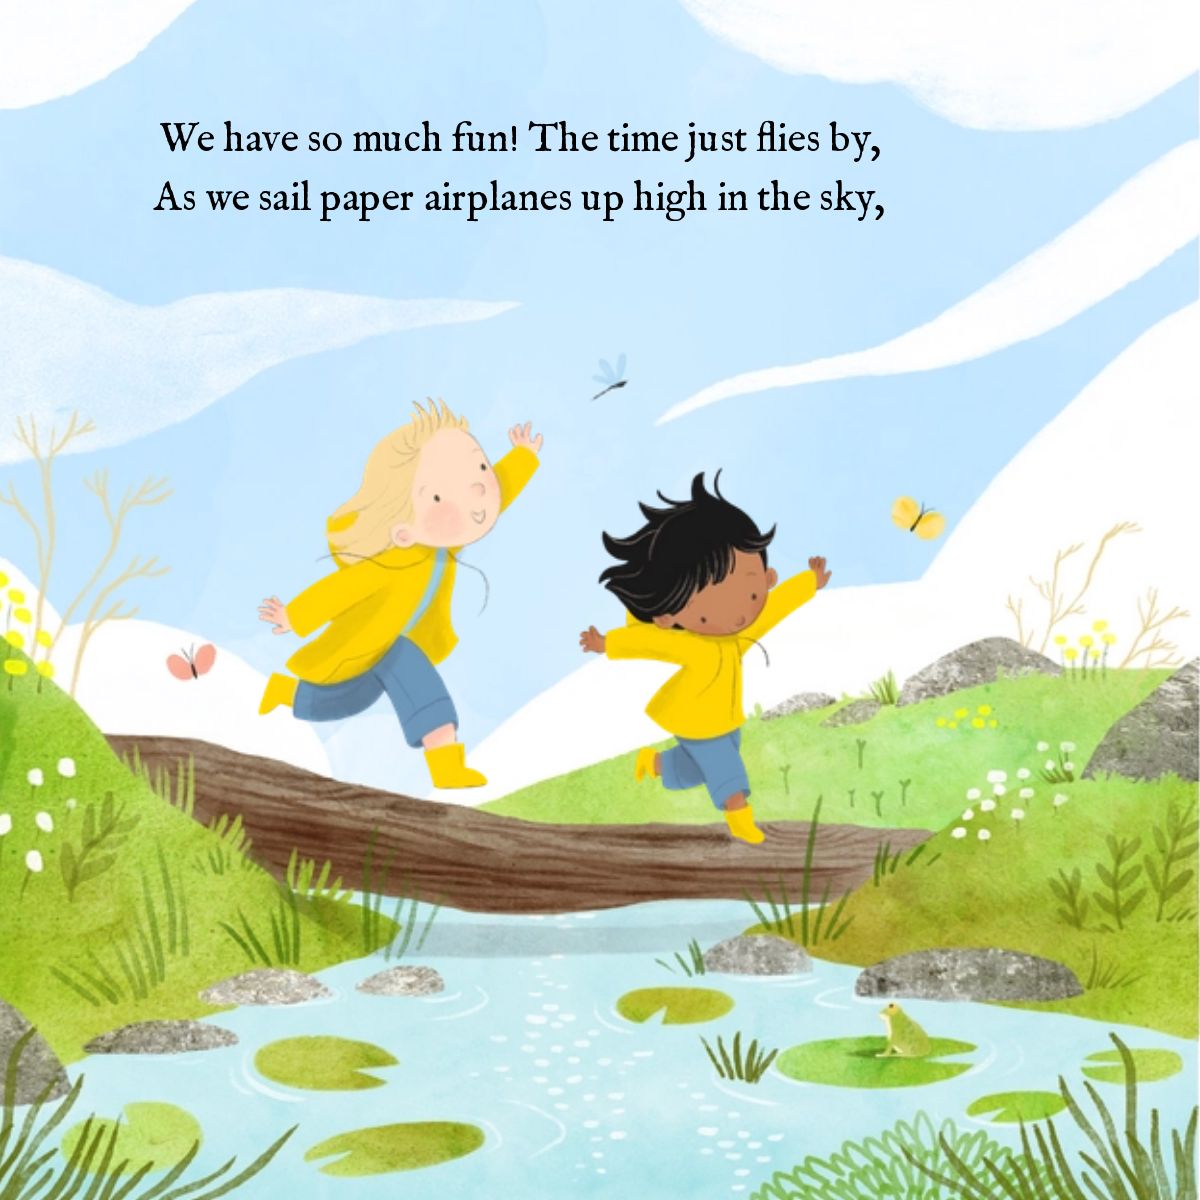 We have so much fun! The time just flies by,
As we sail paper airplanes up high in the sky,